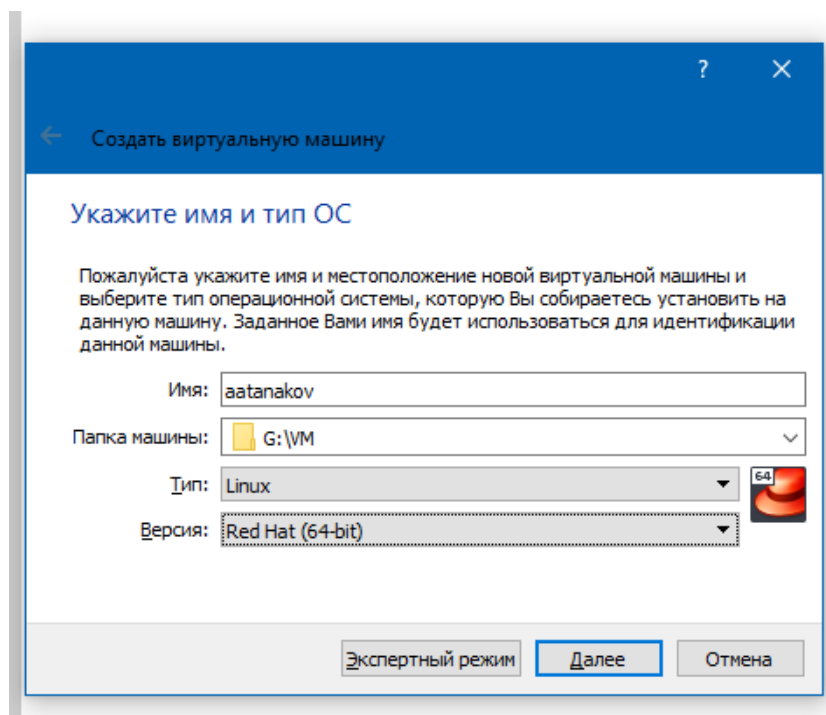 ?
Создать виртуальную машину
Укажите имя и тип ОС
Пожалуйста укажите имя и местоположение новой виртуальной машины и
выберите тип операционной системы, которую Вы собираетесь установить на
данную машину. Заданное Вами имя будет использоваться для идентификации
данной машины.
Имя: aatanakov
Папка машины: G:\VM
Тип: Linux
64
Версия: Red Hat (64-bit)
Экспертный режим Далее Отмена